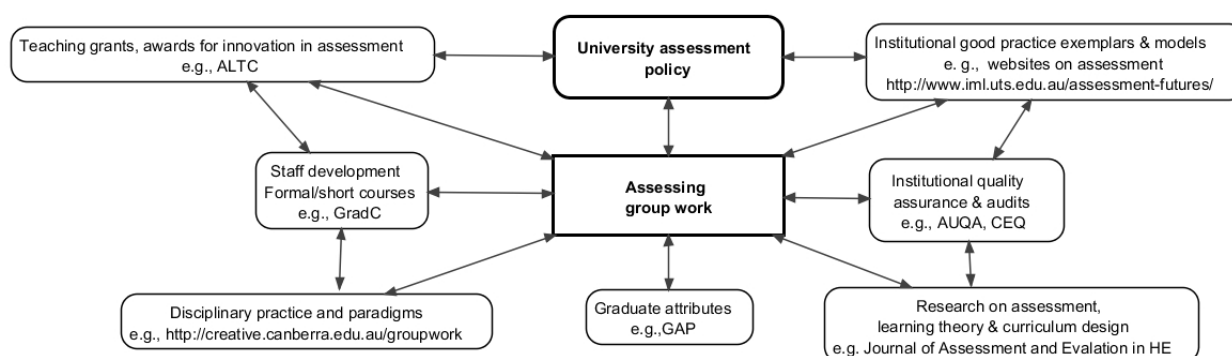 Teaching grants, awards for innovation in assessment
e.g., ALTC
University assessment
policy
Institutional good practice exemplars & models
e. g., websites on assessment
http://www.iml.uts.edu.au/assessment-futures/
Staff development
Formal/short courses
e.g., GradC
Assessing
group work
Institutional quality
assurance & audits
e.g., AUQA, CEQ
Disciplinary practice and paradigms
e.g., http://creative.canberra.edu.au/groupwork
Graduate attributes
e.g.,GAP
Research on assessment,
learning theory & curriculum design
e.g. Journal of Assessment and Evalation in HE